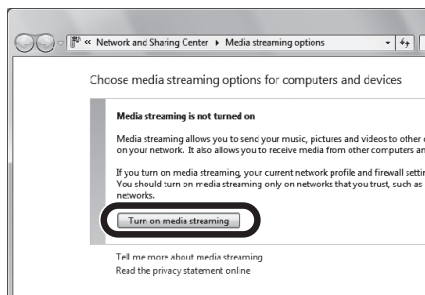 « Network and Sharing Center ▸ Media streaming options
Choose media streaming options for computers and devices
Media streaming is not turned on
Media streaming allows you to send your music, pictures and videos to other
on your network. It also allows you to receive media from other computers an
If you turn on media streaming, your current network profile and firewall settin
You should turn on media streaming only on networks that you trust, such as
networks.
Turn on media streaming
Tell me more about media streaming
Read the privacy statement online